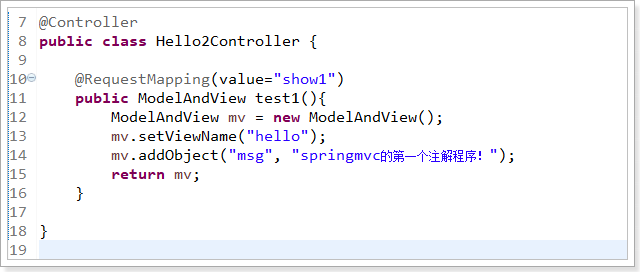 7 @Controller
8 public class Hello2Controller {
9
10 @RequestMapping(value="show1")
11 public ModelAndView test1(){
12 ModelAndView mv = new ModelAndView();
13 mv.setViewName("hello");
14 mv.addObject("msg", "springmvc的第一个注解程序! ");
15 return mv;
16 }
17
18 }
19